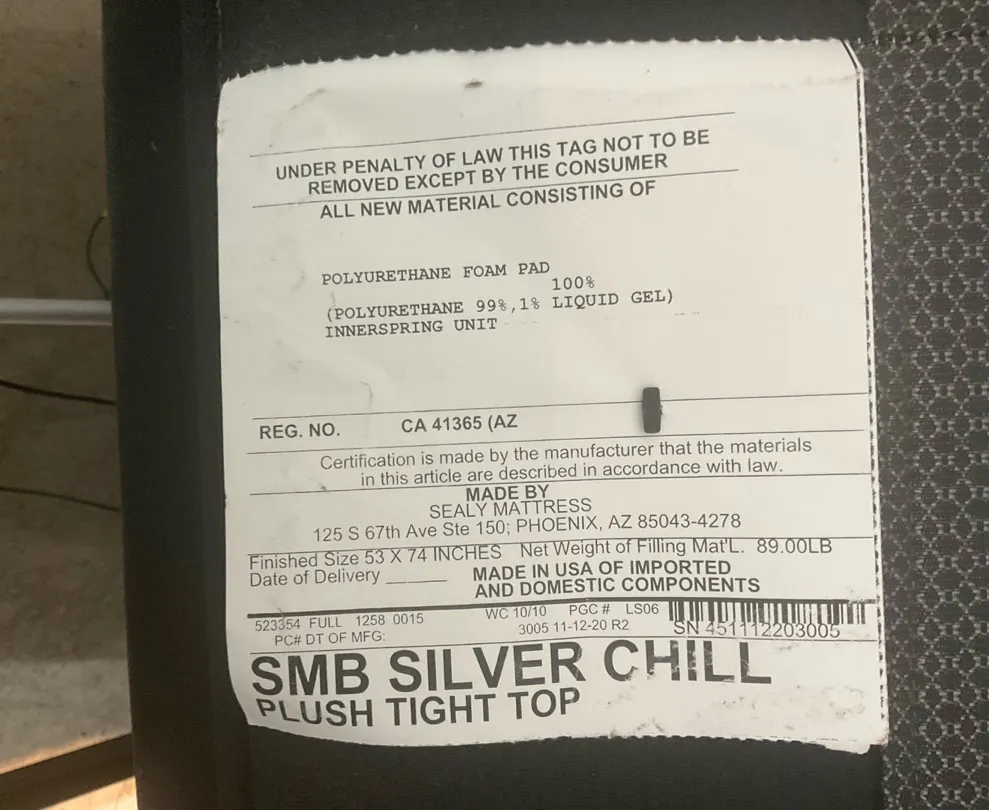 UNDER PENALTY OF LAW THIS TAG NOT TO BE
REMOVED EXCEPT BY THE CONSUMER
ALL NEW MATERIAL CONSISTING OF
POLYURETHANE FOAM PAD
100%
(POLYURETHANE 99%,1% LIQUID GEL)
INNERSPRING UNIT
REG. NO. CA 41365 (AZ
Certification is made by the manufacturer that the materials
in this article are described in accordance with law.
MADE BY
SEALY MATTRESS
125 S 67th Ave Ste 150; PHOENIX, AZ 85043-4278
Finished Size 53 X 74 INCHES Net Weight of Filling Mat'L. 89.00LB
Date of Delivery ______ MADE IN USA OF IMPORTED
AND DOMESTIC COMPONENTS
523354 FULL 1258 0015 WC 10/10 PGC # LS06
PC# DT OF MFG: 3005 11-12-20 R2 SN 451112203005
SMB SILVER CHILL
PLUSH TIGHT TOP